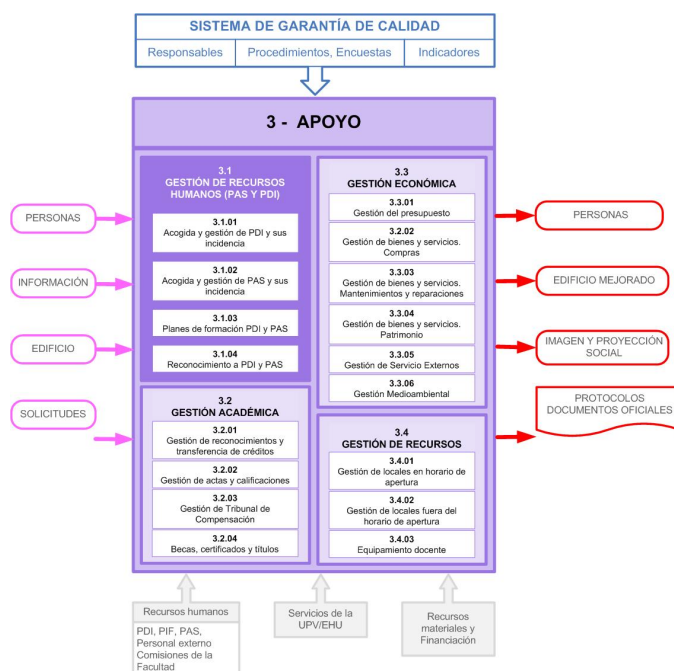 SISTEMA DE GARANTÍA DE CALIDAD
Responsables
Procedimientos, Encuestas
Indicadores
3 - APOYO
PERSONAS
INFORMACIÓN
EDIFICIO
SOLICITUDES
3.1
GESTIÓN DE RECURSOS
HUMANOS (PAS Y PDI)
3.1.01
Acogida y gestión de PDI y sus
incidencia
3.1.02
Acogida y gestión de PAS y sus
incidencia
3.1.03
Planes de formación PDI y PAS
3.1.04
Reconocimiento a PDI y PAS
3.2
GESTIÓN ACADÉMICA
3.2.01
Gestión de reconocimientos y
transferencia de créditos
3.2.02
Gestión de actas y calificaciones
3.2.03
Gestión de Tribunal de
Compensación
3.2.04
Becas, certificados y títulos
3.3
GESTIÓN ECONÓMICA
3.3.01
Gestión del presupuesto
3.2.02
Gestión de bienes y servicios.
Compras
3.3.03
Gestión de bienes y servicios.
Mantenimientos y reparaciones
3.3.04
Gestión de bienes y servicios.
Patrimonio
3.3.05
Gestión de Servicio Externos
3.3.06
Gestión Medioambiental
3.4
GESTIÓN DE RECURSOS
3.4.01
Gestión de locales en horario de
apertura
3.4.02
Gestión de locales fuera del
horario de apertura
3.4.03
Equipamiento docente
PERSONAS
EDIFICIO MEJORADO
IMAGEN Y PROYECCIÓN
SOCIAL
PROTOCOLOS
DOCUMENTOS OFICIALES
Recursos humanos
PDI, PIF, PAS,
Personal externo
Comisiones de la
Facultad
Servicios de la
UPV/EHU
Recursos
materiales y
Financiación